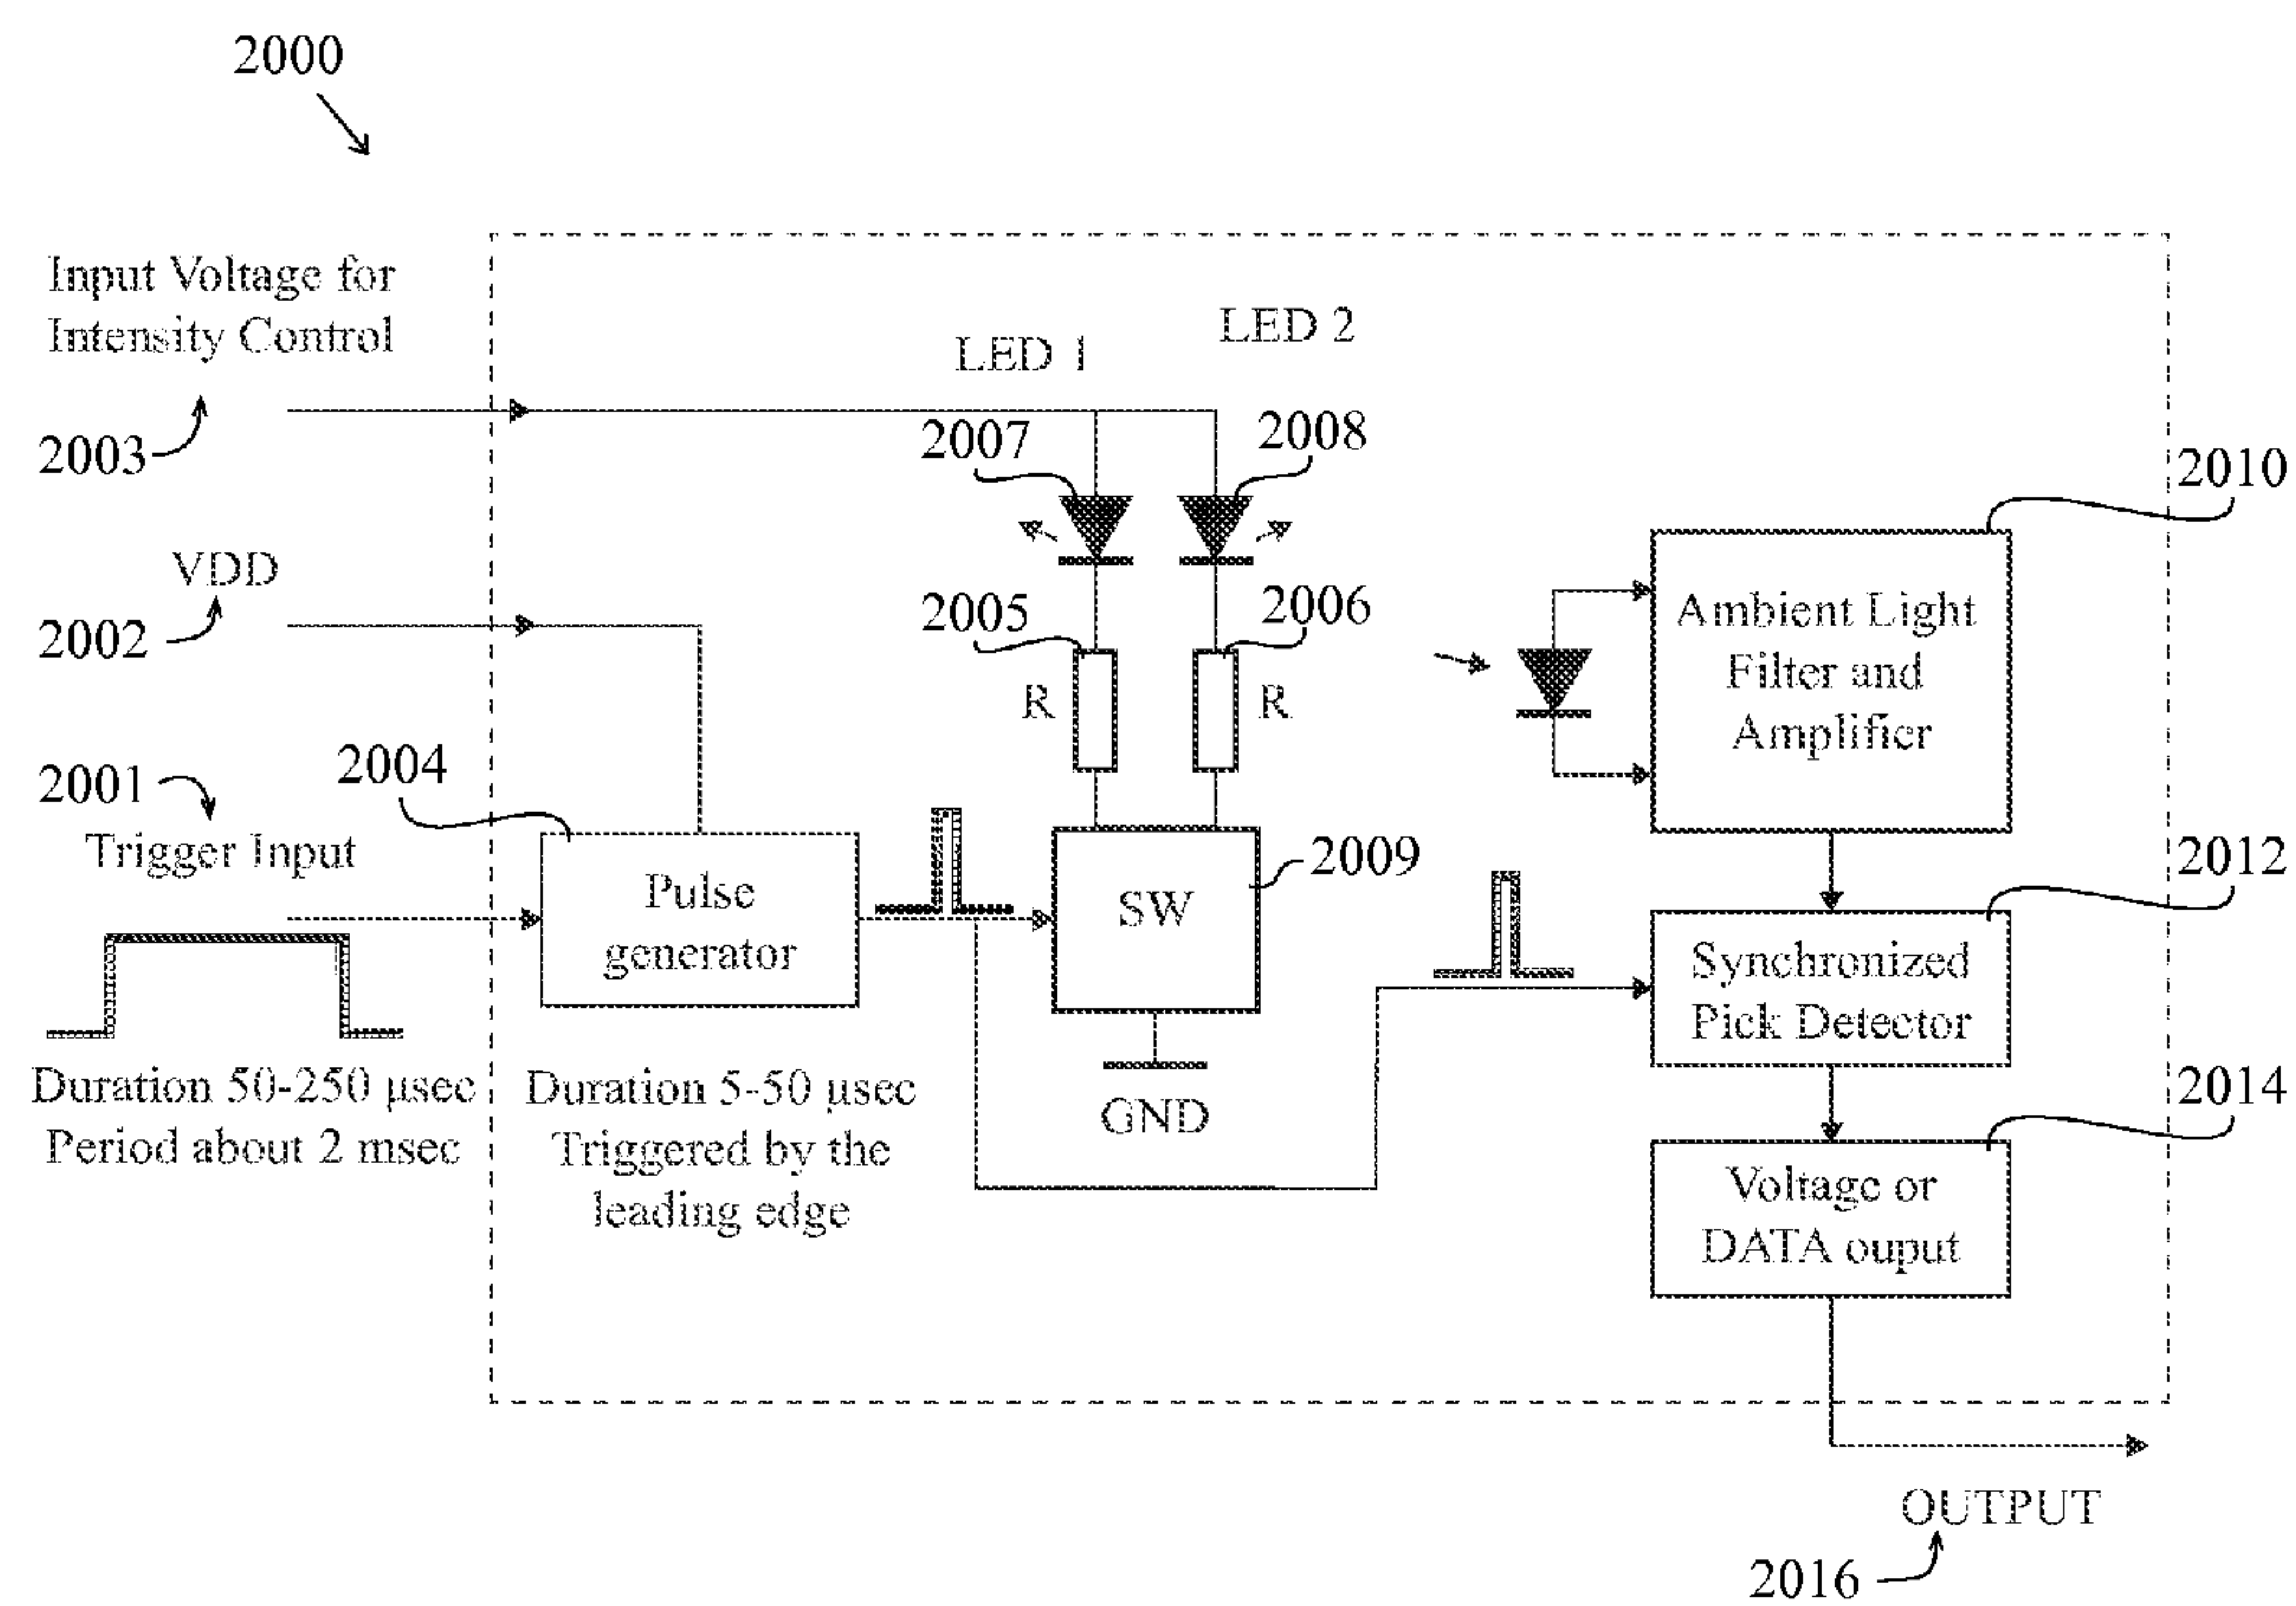 2000
Input Voltage for
Intensity Control
2003
VDD
2002
2001
Trigger Input
Duration 50-250 μsec
Period about 2 msec
2004
Pulse
generator
Duration 5-50 μsec
Triggered by the
leading edge
LED 1
LED 2
2007
2008
2005
2006
R
R
SW
2009
GND
2010
Ambient Light
Filter and
Amplifier
2012
Synchronized
Pick Detector
2014
Voltage or
DATA ouput
OUTPUT
2016